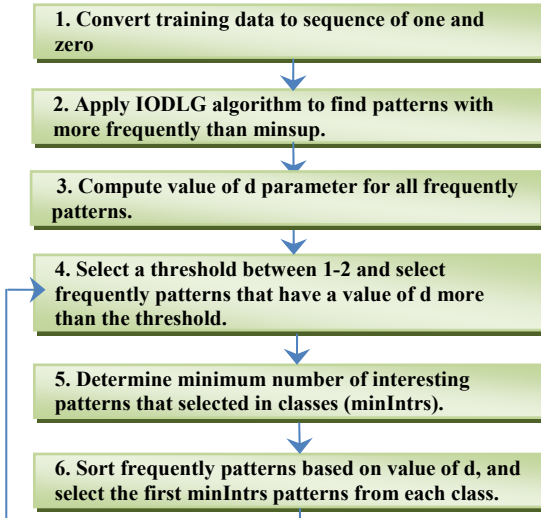 1. Convert training data to sequence of one and
zero
2. Apply IODLG algorithm to find patterns with
more frequently than minsup.
3. Compute value of d parameter for all frequently
patterns.
4. Select a threshold between 1-2 and select
frequently patterns that have a value of d more
than the threshold.
5. Determine minimum number of interesting
patterns that selected in classes (minIntrs).
6. Sort frequently patterns based on value of d, and
select the first minIntrs patterns from each class.